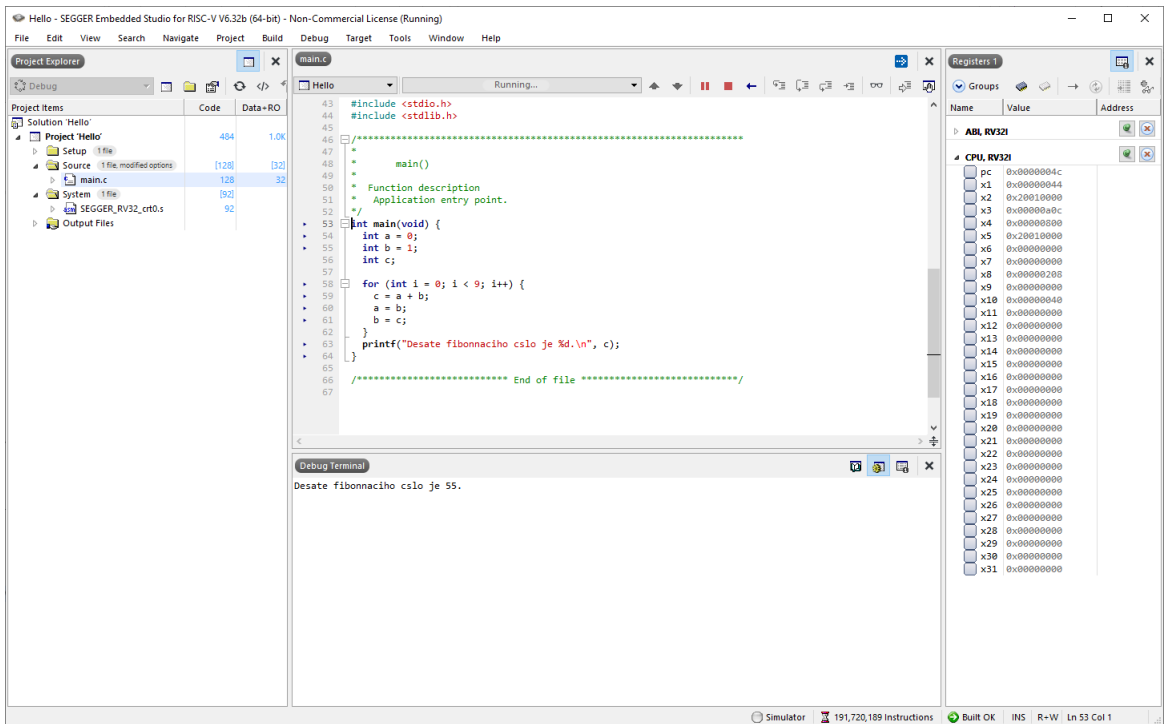 Hello - SEGGER Embedded Studio for RISC-V V6.32b (64-bit) - Non-Commercial License (Running)
File Edit View Search Navigate Project Build Debug Target Tools Window Help
Project Explorer
Debug
Project Items Code Data+RO
Solution 'Hello'
Project 'Hello' 484 1.0K
Setup 1 file
Source 1 file, modified options [128] [32]
main.c 128 32
System 1 file [92]
asm SEGGER_RV32_crt0.s 92
Output Files
main.c
Hello Running...
43 #include <stdio.h>
44 #include <stdlib.h>
45
46 /*********************************************************************
47 *
48 *       main()
49 *
50 *  Function description
51 *   Application entry point.
52 */
53 int main(void) {
54   int a = 0;
55   int b = 1;
56   int c;
57
58   for (int i = 0; i < 9; i++) {
59     c = a + b;
60     a = b;
61     b = c;
62   }
63   printf("Desate fibonnaciho cslo je %d.\n", c);
64 }
65
66 /*************************** End of file ****************************/
67
Debug Terminal
Desate fibonnaciho cslo je 55.
Registers 1
Groups
Name Value Address
ABI, RV32I
CPU, RV32I
pc 0x0000004c
x1 0x00000044
x2 0x20010000
x3 0x00000a0c
x4 0x00000800
x5 0x20010000
x6 0x00000000
x7 0x00000000
x8 0x00000208
x9 0x00000000
x10 0x00000040
x11 0x00000000
x12 0x00000000
x13 0x00000000
x14 0x00000000
x15 0x00000000
x16 0x00000000
x17 0x00000000
x18 0x00000000
x19 0x00000000
x20 0x00000000
x21 0x00000000
x22 0x00000000
x23 0x00000000
x24 0x00000000
x25 0x00000000
x26 0x00000000
x27 0x00000000
x28 0x00000000
x29 0x00000000
x30 0x00000000
x31 0x00000000
Simulator 191,720,189 Instructions Built OK INS R+W Ln 53 Col 1